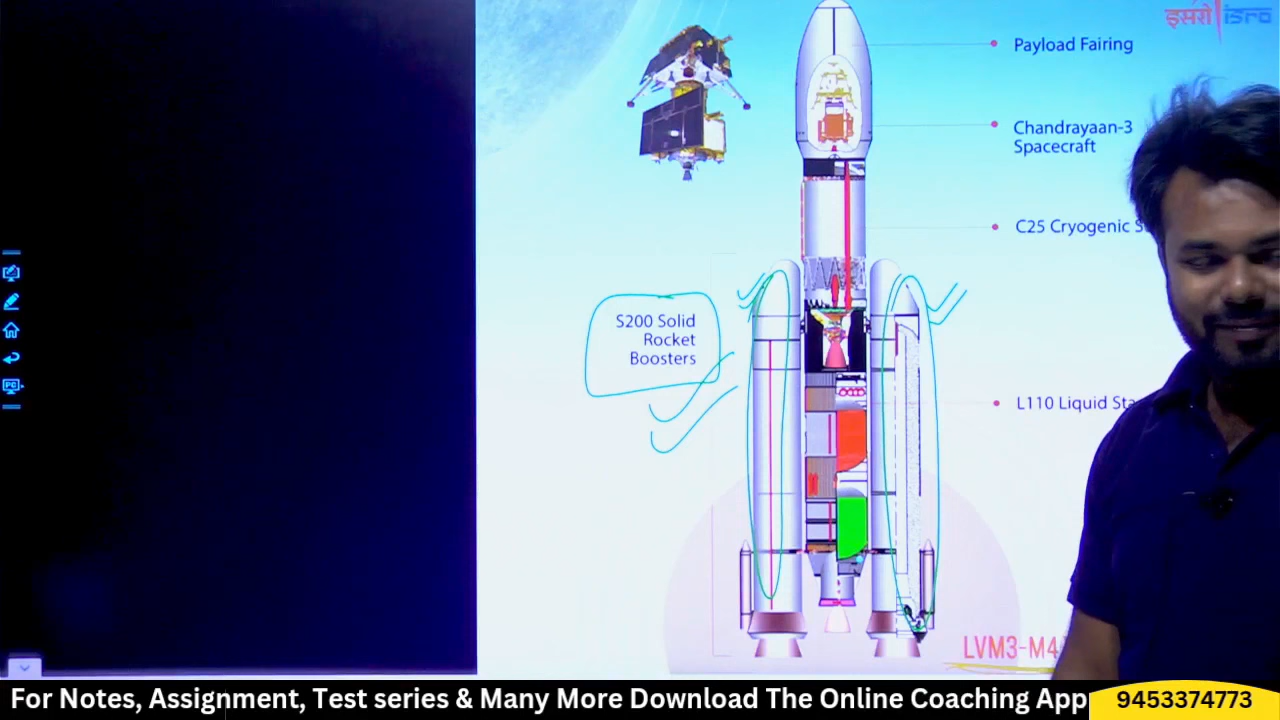 इसरो isro
Payload Fairing
Chandrayaan-3
Spacecraft
C25 Cryogenic S
S200 Solid
Rocket
Boosters
L110 Liquid Sta
LVM3-M4
PC
For Notes, Assignment, Test series & Many More Download The Online Coaching App
9453374773